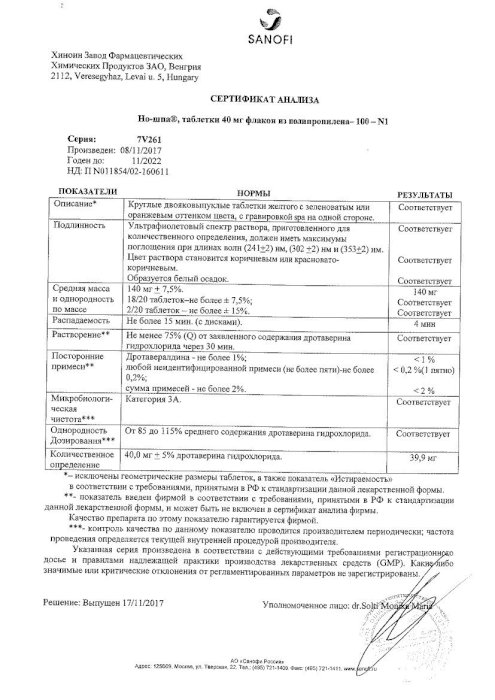 SANOFI
Хиноин Завод Фармацевтических
Химических Продуктов ЗАО, Венгрия
2112, Veresegyhaz, Levai u. 5, Hungary
СЕРТИФИКАТ АНАЛИЗА
Но-шпа®, таблетки 40 мг флакон из полипропилена– 100 – N1
Серия: 7V261
Произведен: 08/11/2017
Годен до: 11/2022
НД: П N011854/02-160611
ПОКАЗАТЕЛИ НОРМЫ РЕЗУЛЬТАТЫ
Описание* Круглые двояковыпуклые таблетки желтого с зеленоватым или Соответствует
оранжевым оттенком цвета, с гравировкой spa на одной стороне.
Подлинность Ультрафиолетовый спектр раствора, приготовленного для Соответствует
количественного определения, должен иметь максимумы
поглощения при длинах волн (241±2) нм, (302 ±2) нм и (353±2) нм.
Цвет раствора становится коричневым или красновато- Соответствует
коричневым.
Образуется белый осадок. Соответствует
Средняя масса 140 мг ± 7,5%. 140 мг
и однородность 18/20 таблеток–не более ± 7,5%; Соответствует
по массе 2/20 таблеток – не более ± 15%. Соответствует
Распадаемость Не более 15 мин. (с дисками). 4 мин
Растворение** Не менее 75% (Q) от заявленного содержания дротаверина Соответствует
гидрохлорида через 30 мин.
Посторонние Дротавералдина - не более 1%; < 1 %
примеси** любой неидентифицированной примеси (не более пяти)-не более < 0,2 %(1 пятно)
0,2%;
сумма примесей - не более 2%. < 2 %
Микробиологи- Категория 3А. Соответствует
ческая
чистота***
Однородность От 85 до 115% среднего содержания дротаверина гидрохлорида. Соответствует
Дозирования***
Количественное 40,0 мг ± 5% дротаверина гидрохлорида. 39,9 мг
определение
*– исключены геометрические размеры таблеток, а также показатель «Истираемость»
в соответствии с требованиями, принятыми в РФ к стандартизации данной лекарственной формы.
**- показатель введен фирмой в соответствии с требованиями, принятыми в РФ к стандартизации
данной лекарственной формы, и может быть не включен в сертификат анализа фирмы.
Качество препарата по этому показателю гарантируется фирмой.
***- контроль качества по данному показателю проводится производителем периодически; частота
проведения определяется текущей внутренней процедурой производителя.
Указанная серия произведена в соответствии с действующими требованиями регистрационного
досье и правилами надлежащей практики производства лекарственных средств (GMP). Какие-либо
значимые или критические отклонения от регламентированных параметров не зарегистрированы.
Решение: Выпущен 17/11/2017 Уполномоченное лицо: dr.Solti Monika Maria
АО «Санофи Россия»
Адрес: 125009, Москва, ул. Тверская, 22. Тел. (495) 721-1400. Факс: (495) 721-1411, www.sanofi.ru